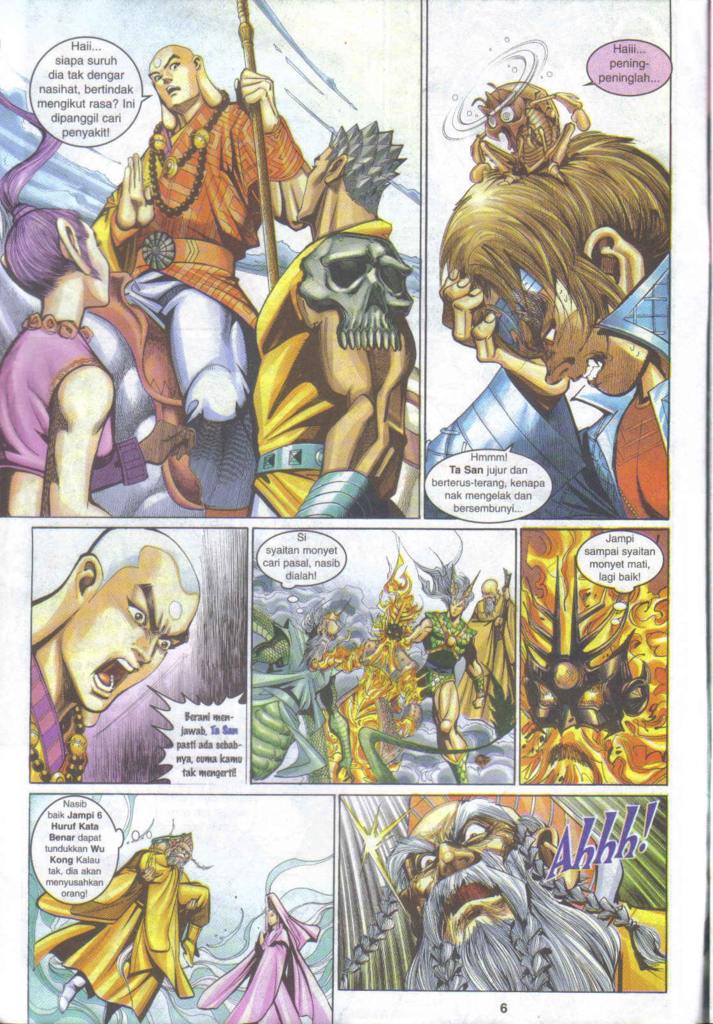 Haii...
siapa suruh
dia tak dengar
nasihat, bertindak
mengikut rasa? Ini
dipanggil cari
penyakit!
Haiii...
pening-
peninglah...
Hmmm!
Ta San jujur dan
berterus-terang, kenapa
nak mengelak dan
bersembunyi...
Berani men-
jawab, Ta San
pasti ada sebab-
nya, cuma kamu
tak mengerti!
Si
syaitan monyet
cari pasal, nasib
dialah!
Jampi
sampai syaitan
monyet mati,
lagi baik!
Nasib
baik Jampi 6
Huruf Kata
Benar dapat
tundukkan Wu
Kong Kalau
tak, dia akan
menyusahkan
orang!
Ahhh!
6